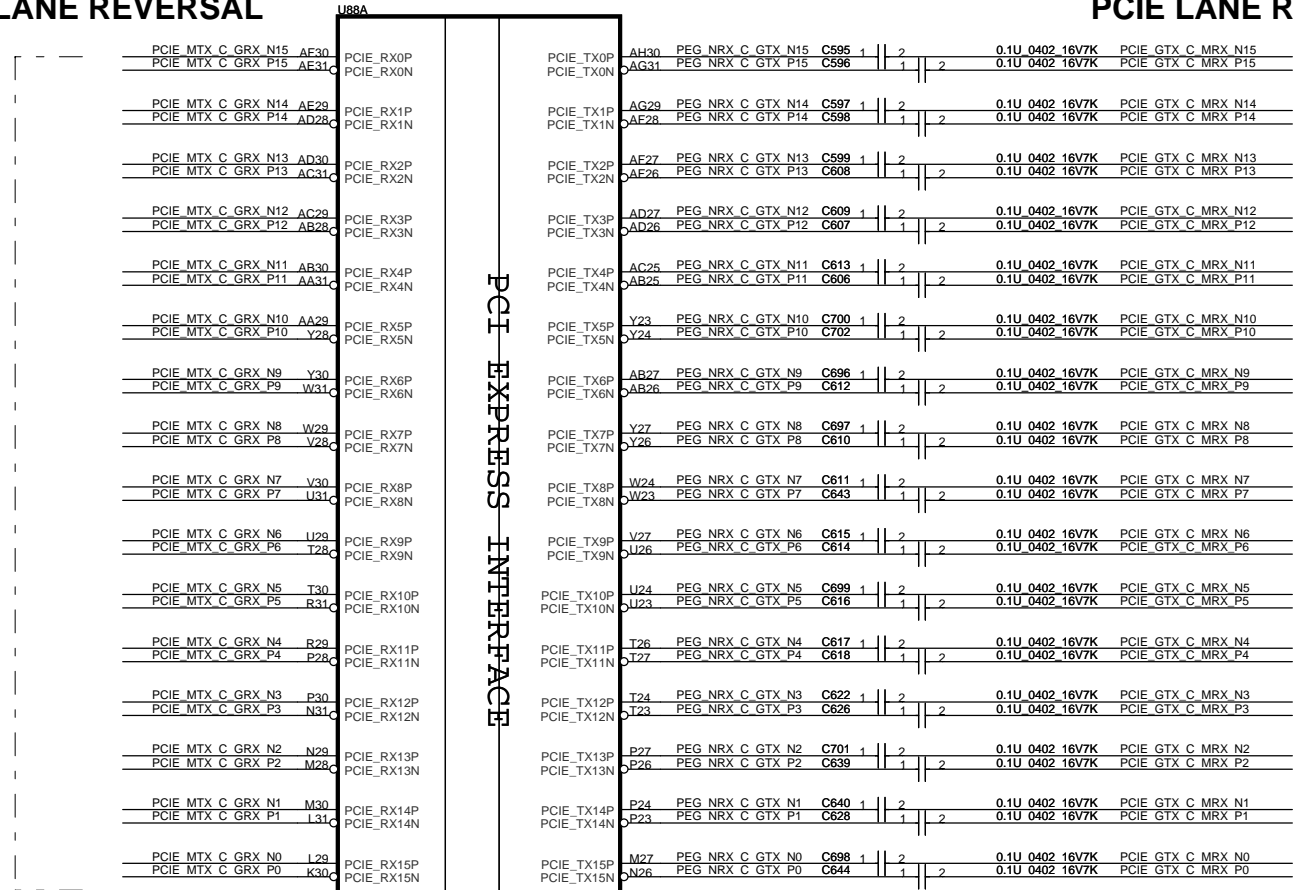 LANE REVERSAL
PCIE LANE R
U88A
PCIE_MTX_C_GRX_N15 AF30 PCIE_RX0P PCIE_TX0P AH30 PEG_NRX_C_GTX_N15 C595 1 2 0.1U_0402_16V7K PCIE_GTX_C_MRX_N15
PCIE_MTX_C_GRX_P15 AE31 PCIE_RX0N PCIE_TX0N AG31 PEG_NRX_C_GTX_P15 C596 1 2 0.1U_0402_16V7K PCIE_GTX_C_MRX_P15
PCIE_MTX_C_GRX_N14 AE29 PCIE_RX1P PCIE_TX1P AG29 PEG_NRX_C_GTX_N14 C597 1 2 0.1U_0402_16V7K PCIE_GTX_C_MRX_N14
PCIE_MTX_C_GRX_P14 AD28 PCIE_RX1N PCIE_TX1N AF28 PEG_NRX_C_GTX_P14 C598 1 2 0.1U_0402_16V7K PCIE_GTX_C_MRX_P14
PCIE_MTX_C_GRX_N13 AD30 PCIE_RX2P PCIE_TX2P AF27 PEG_NRX_C_GTX_N13 C599 1 2 0.1U_0402_16V7K PCIE_GTX_C_MRX_N13
PCIE_MTX_C_GRX_P13 AC31 PCIE_RX2N PCIE_TX2N AF26 PEG_NRX_C_GTX_P13 C608 1 2 0.1U_0402_16V7K PCIE_GTX_C_MRX_P13
PCIE_MTX_C_GRX_N12 AC29 PCIE_RX3P PCIE_TX3P AD27 PEG_NRX_C_GTX_N12 C609 1 2 0.1U_0402_16V7K PCIE_GTX_C_MRX_N12
PCIE_MTX_C_GRX_P12 AB28 PCIE_RX3N PCIE_TX3N AD26 PEG_NRX_C_GTX_P12 C607 1 2 0.1U_0402_16V7K PCIE_GTX_C_MRX_P12
PCIE_MTX_C_GRX_N11 AB30 PCIE_RX4P PCIE_TX4P AC25 PEG_NRX_C_GTX_N11 C613 1 2 0.1U_0402_16V7K PCIE_GTX_C_MRX_N11
PCIE_MTX_C_GRX_P11 AA31 PCIE_RX4N PCIE_TX4N AB25 PEG_NRX_C_GTX_P11 C606 1 2 0.1U_0402_16V7K PCIE_GTX_C_MRX_P11
PCIE_MTX_C_GRX_N10 AA29 PCIE_RX5P PCIE_TX5P Y23 PEG_NRX_C_GTX_N10 C700 1 2 0.1U_0402_16V7K PCIE_GTX_C_MRX_N10
PCIE_MTX_C_GRX_P10 Y28 PCIE_RX5N PCIE_TX5N Y24 PEG_NRX_C_GTX_P10 C702 1 2 0.1U_0402_16V7K PCIE_GTX_C_MRX_P10
PCIE_MTX_C_GRX_N9 Y30 PCIE_RX6P PCIE_TX6P AB27 PEG_NRX_C_GTX_N9 C696 1 2 0.1U_0402_16V7K PCIE_GTX_C_MRX_N9
PCIE_MTX_C_GRX_P9 W31 PCIE_RX6N PCIE_TX6N AB26 PEG_NRX_C_GTX_P9 C612 1 2 0.1U_0402_16V7K PCIE_GTX_C_MRX_P9
PCIE_MTX_C_GRX_N8 W29 PCIE_RX7P PCIE_TX7P Y27 PEG_NRX_C_GTX_N8 C697 1 2 0.1U_0402_16V7K PCIE_GTX_C_MRX_N8
PCIE_MTX_C_GRX_P8 V28 PCIE_RX7N PCIE_TX7N Y26 PEG_NRX_C_GTX_P8 C610 1 2 0.1U_0402_16V7K PCIE_GTX_C_MRX_P8
PCIE_MTX_C_GRX_N7 V30 PCIE_RX8P PCIE_TX8P W24 PEG_NRX_C_GTX_N7 C611 1 2 0.1U_0402_16V7K PCIE_GTX_C_MRX_N7
PCIE_MTX_C_GRX_P7 U31 PCIE_RX8N PCIE_TX8N W23 PEG_NRX_C_GTX_P7 C643 1 2 0.1U_0402_16V7K PCIE_GTX_C_MRX_P7
PCIE_MTX_C_GRX_N6 U29 PCIE_RX9P PCIE_TX9P V27 PEG_NRX_C_GTX_N6 C615 1 2 0.1U_0402_16V7K PCIE_GTX_C_MRX_N6
PCIE_MTX_C_GRX_P6 T28 PCIE_RX9N PCIE_TX9N U26 PEG_NRX_C_GTX_P6 C614 1 2 0.1U_0402_16V7K PCIE_GTX_C_MRX_P6
PCIE_MTX_C_GRX_N5 T30 PCIE_RX10P PCIE_TX10P U24 PEG_NRX_C_GTX_N5 C699 1 2 0.1U_0402_16V7K PCIE_GTX_C_MRX_N5
PCIE_MTX_C_GRX_P5 R31 PCIE_RX10N PCIE_TX10N U23 PEG_NRX_C_GTX_P5 C616 1 2 0.1U_0402_16V7K PCIE_GTX_C_MRX_P5
PCIE_MTX_C_GRX_N4 R29 PCIE_RX11P PCIE_TX11P T26 PEG_NRX_C_GTX_N4 C617 1 2 0.1U_0402_16V7K PCIE_GTX_C_MRX_N4
PCIE_MTX_C_GRX_P4 P28 PCIE_RX11N PCIE_TX11N T27 PEG_NRX_C_GTX_P4 C618 1 2 0.1U_0402_16V7K PCIE_GTX_C_MRX_P4
PCIE_MTX_C_GRX_N3 P30 PCIE_RX12P PCIE_TX12P T24 PEG_NRX_C_GTX_N3 C622 1 2 0.1U_0402_16V7K PCIE_GTX_C_MRX_N3
PCIE_MTX_C_GRX_P3 N31 PCIE_RX12N PCIE_TX12N T23 PEG_NRX_C_GTX_P3 C626 1 2 0.1U_0402_16V7K PCIE_GTX_C_MRX_P3
PCIE_MTX_C_GRX_N2 N29 PCIE_RX13P PCIE_TX13P P27 PEG_NRX_C_GTX_N2 C701 1 2 0.1U_0402_16V7K PCIE_GTX_C_MRX_N2
PCIE_MTX_C_GRX_P2 M28 PCIE_RX13N PCIE_TX13N P26 PEG_NRX_C_GTX_P2 C639 1 2 0.1U_0402_16V7K PCIE_GTX_C_MRX_P2
PCIE_MTX_C_GRX_N1 M30 PCIE_RX14P PCIE_TX14P P24 PEG_NRX_C_GTX_N1 C640 1 2 0.1U_0402_16V7K PCIE_GTX_C_MRX_N1
PCIE_MTX_C_GRX_P1 L31 PCIE_RX14N PCIE_TX14N P23 PEG_NRX_C_GTX_P1 C628 1 2 0.1U_0402_16V7K PCIE_GTX_C_MRX_P1
PCIE_MTX_C_GRX_N0 L29 PCIE_RX15P PCIE_TX15P M27 PEG_NRX_C_GTX_N0 C698 1 2 0.1U_0402_16V7K PCIE_GTX_C_MRX_N0
PCIE_MTX_C_GRX_P0 K30 PCIE_RX15N PCIE_TX15N N26 PEG_NRX_C_GTX_P0 C644 1 2 0.1U_0402_16V7K PCIE_GTX_C_MRX_P0
PCI EXPRESS INTERFACE